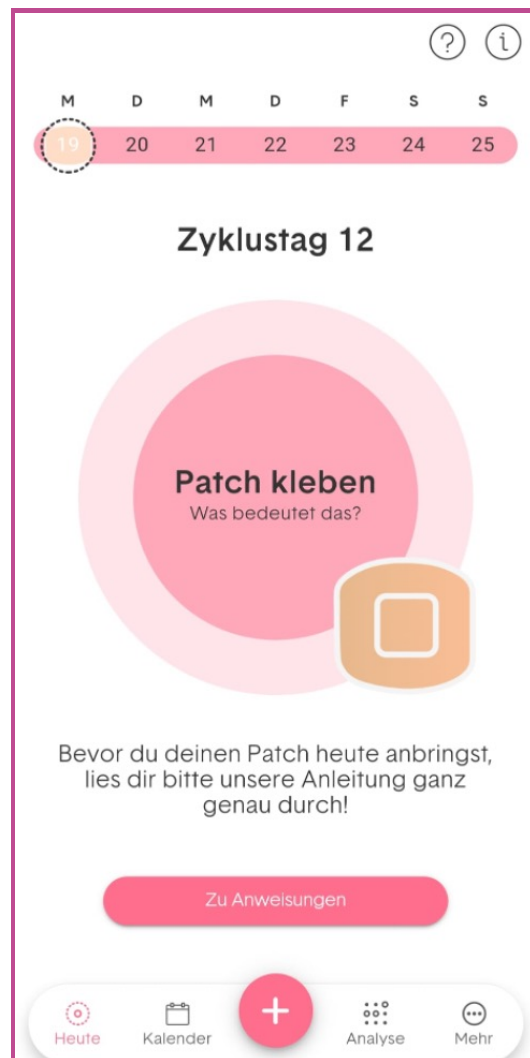 ? i
M D M D F S S
19 20 21 22 23 24 25
Zyklustag 12
Patch kleben
Was bedeutet das?
Bevor du deinen Patch heute anbringst,
lies dir bitte unsere Anleitung ganz
genau durch!
Zu Anweisungen
+
Heute Kalender Analyse Mehr